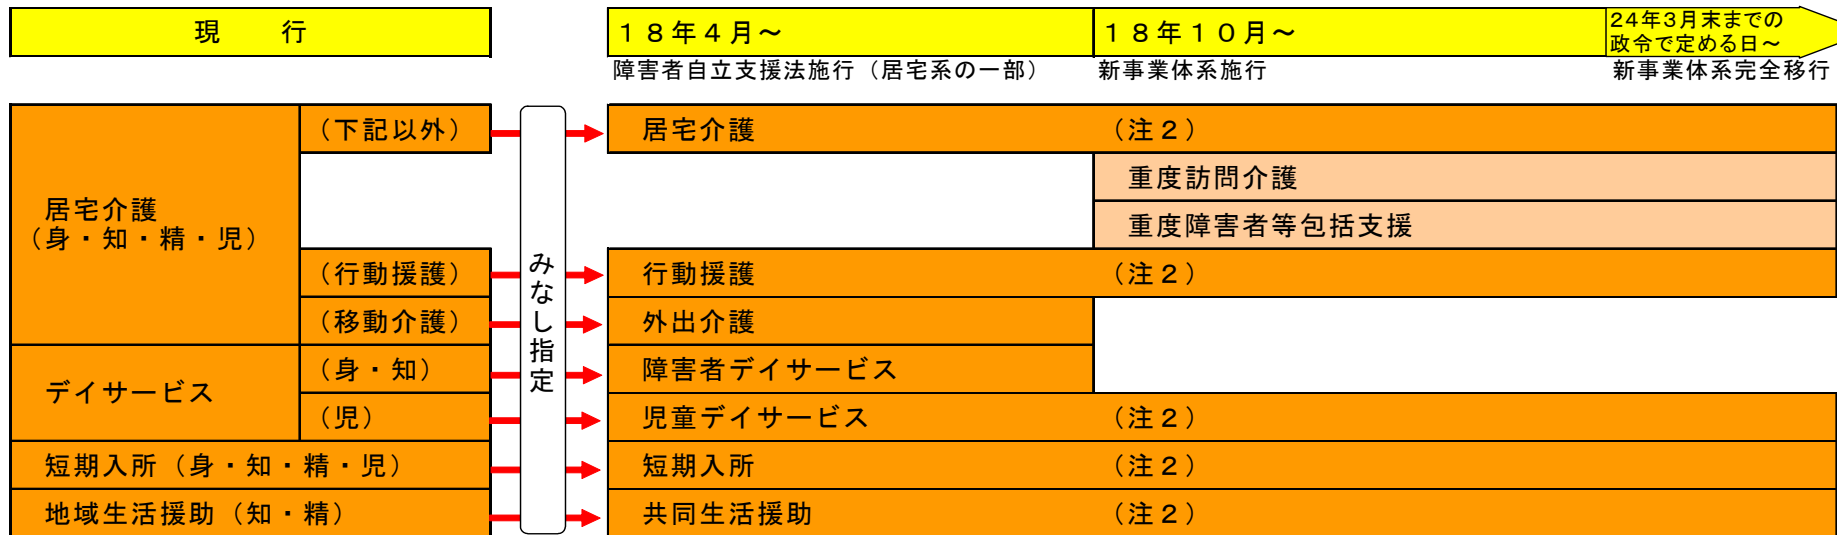 現　　行
１８年４月～
１８年１０月～
24年3月末までの
政令で定める日～
障害者自立支援法施行（居宅系の一部）
新事業体系施行
新事業体系完全移行
居宅介護
（身・知・精・児）
（下記以外）
（行動援護）
（移動介護）
デイサービス
（身・知）
（児）
短期入所（身・知・精・児）
地域生活援助（知・精）
みなし指定
居宅介護
（注２）
重度訪問介護
重度障害者等包括支援
行動援護
（注２）
外出介護
障害者デイサービス
児童デイサービス
（注２）
短期入所
（注２）
共同生活援助
（注２）